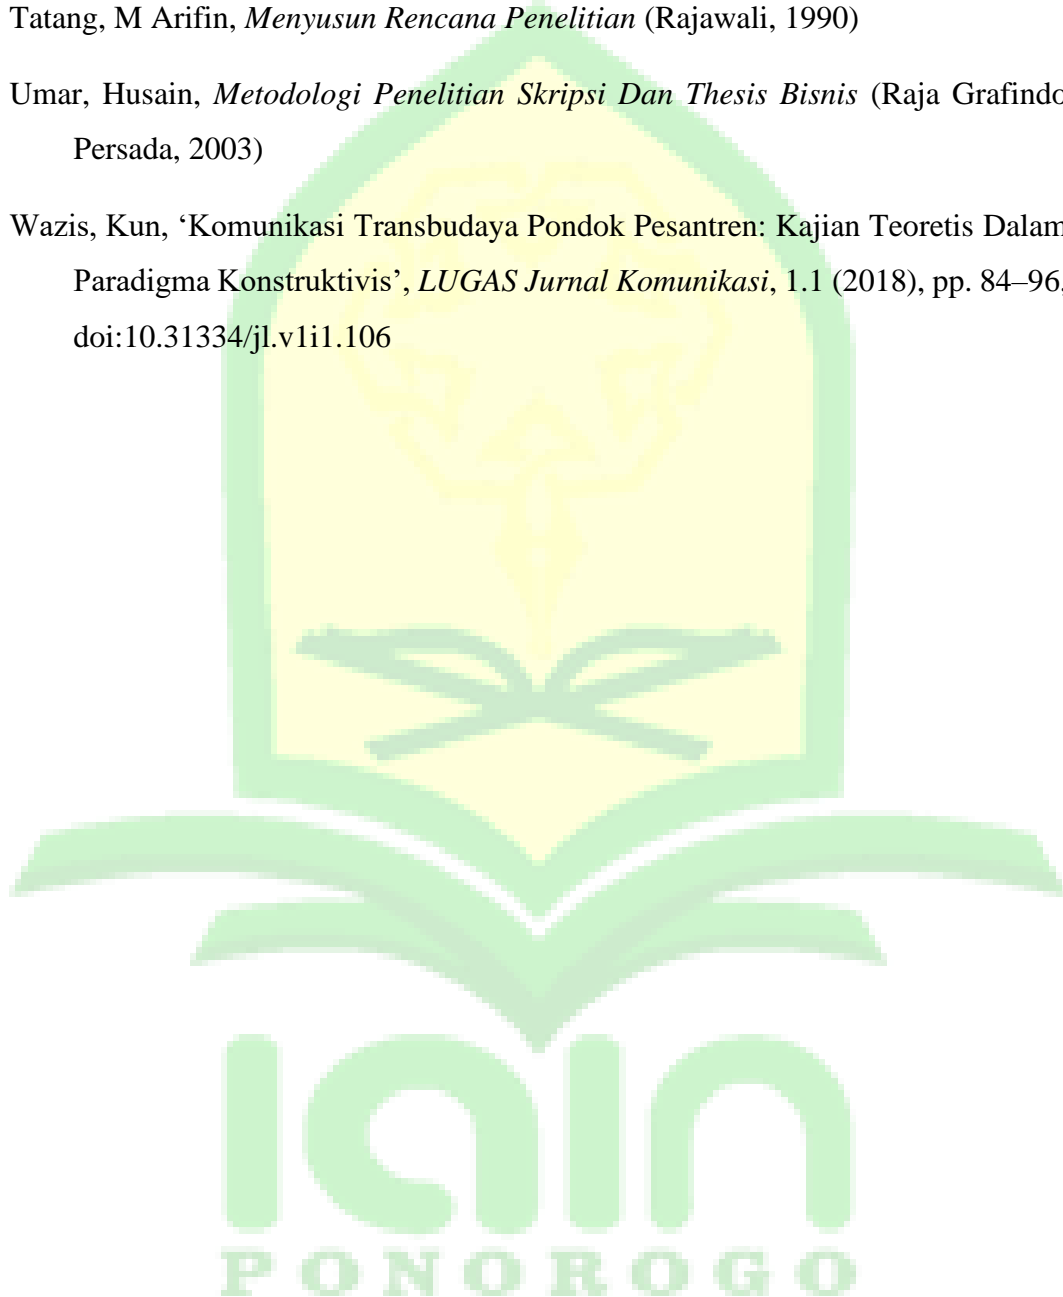 Tatang, M Arifin, Menyusun Rencana Penelitian (Rajawali, 1990)
Umar, Husain, Metodologi Penelitian Skripsi Dan Thesis Bisnis (Raja Grafindo
Persada, 2003)
Wazis, Kun, ‘Komunikasi Transbudaya Pondok Pesantren: Kajian Teoretis Dalam
Paradigma Konstruktivis’, LUGAS Jurnal Komunikasi, 1.1 (2018), pp. 84–96,
doi:10.31334/jl.v1i1.106
iain
PONOROGO